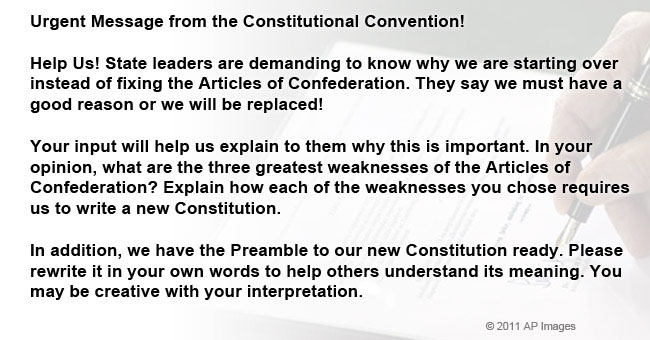 Urgent Message from the Constitutional Convention!
Help Us! State leaders are demanding to know why we are starting over
instead of fixing the Articles of Confederation. They say we must have a
good reason or we will be replaced!
Your input will help us explain to them why this is important. In your
opinion, what are the three greatest weaknesses of the Articles of
Confederation? Explain how each of the weaknesses you chose requires
us to write a new Constitution.
In addition, we have the Preamble to our new Constitution ready. Please
rewrite it in your own words to help others understand its meaning. You
may be creative with your interpretation.
© 2011 AP Images